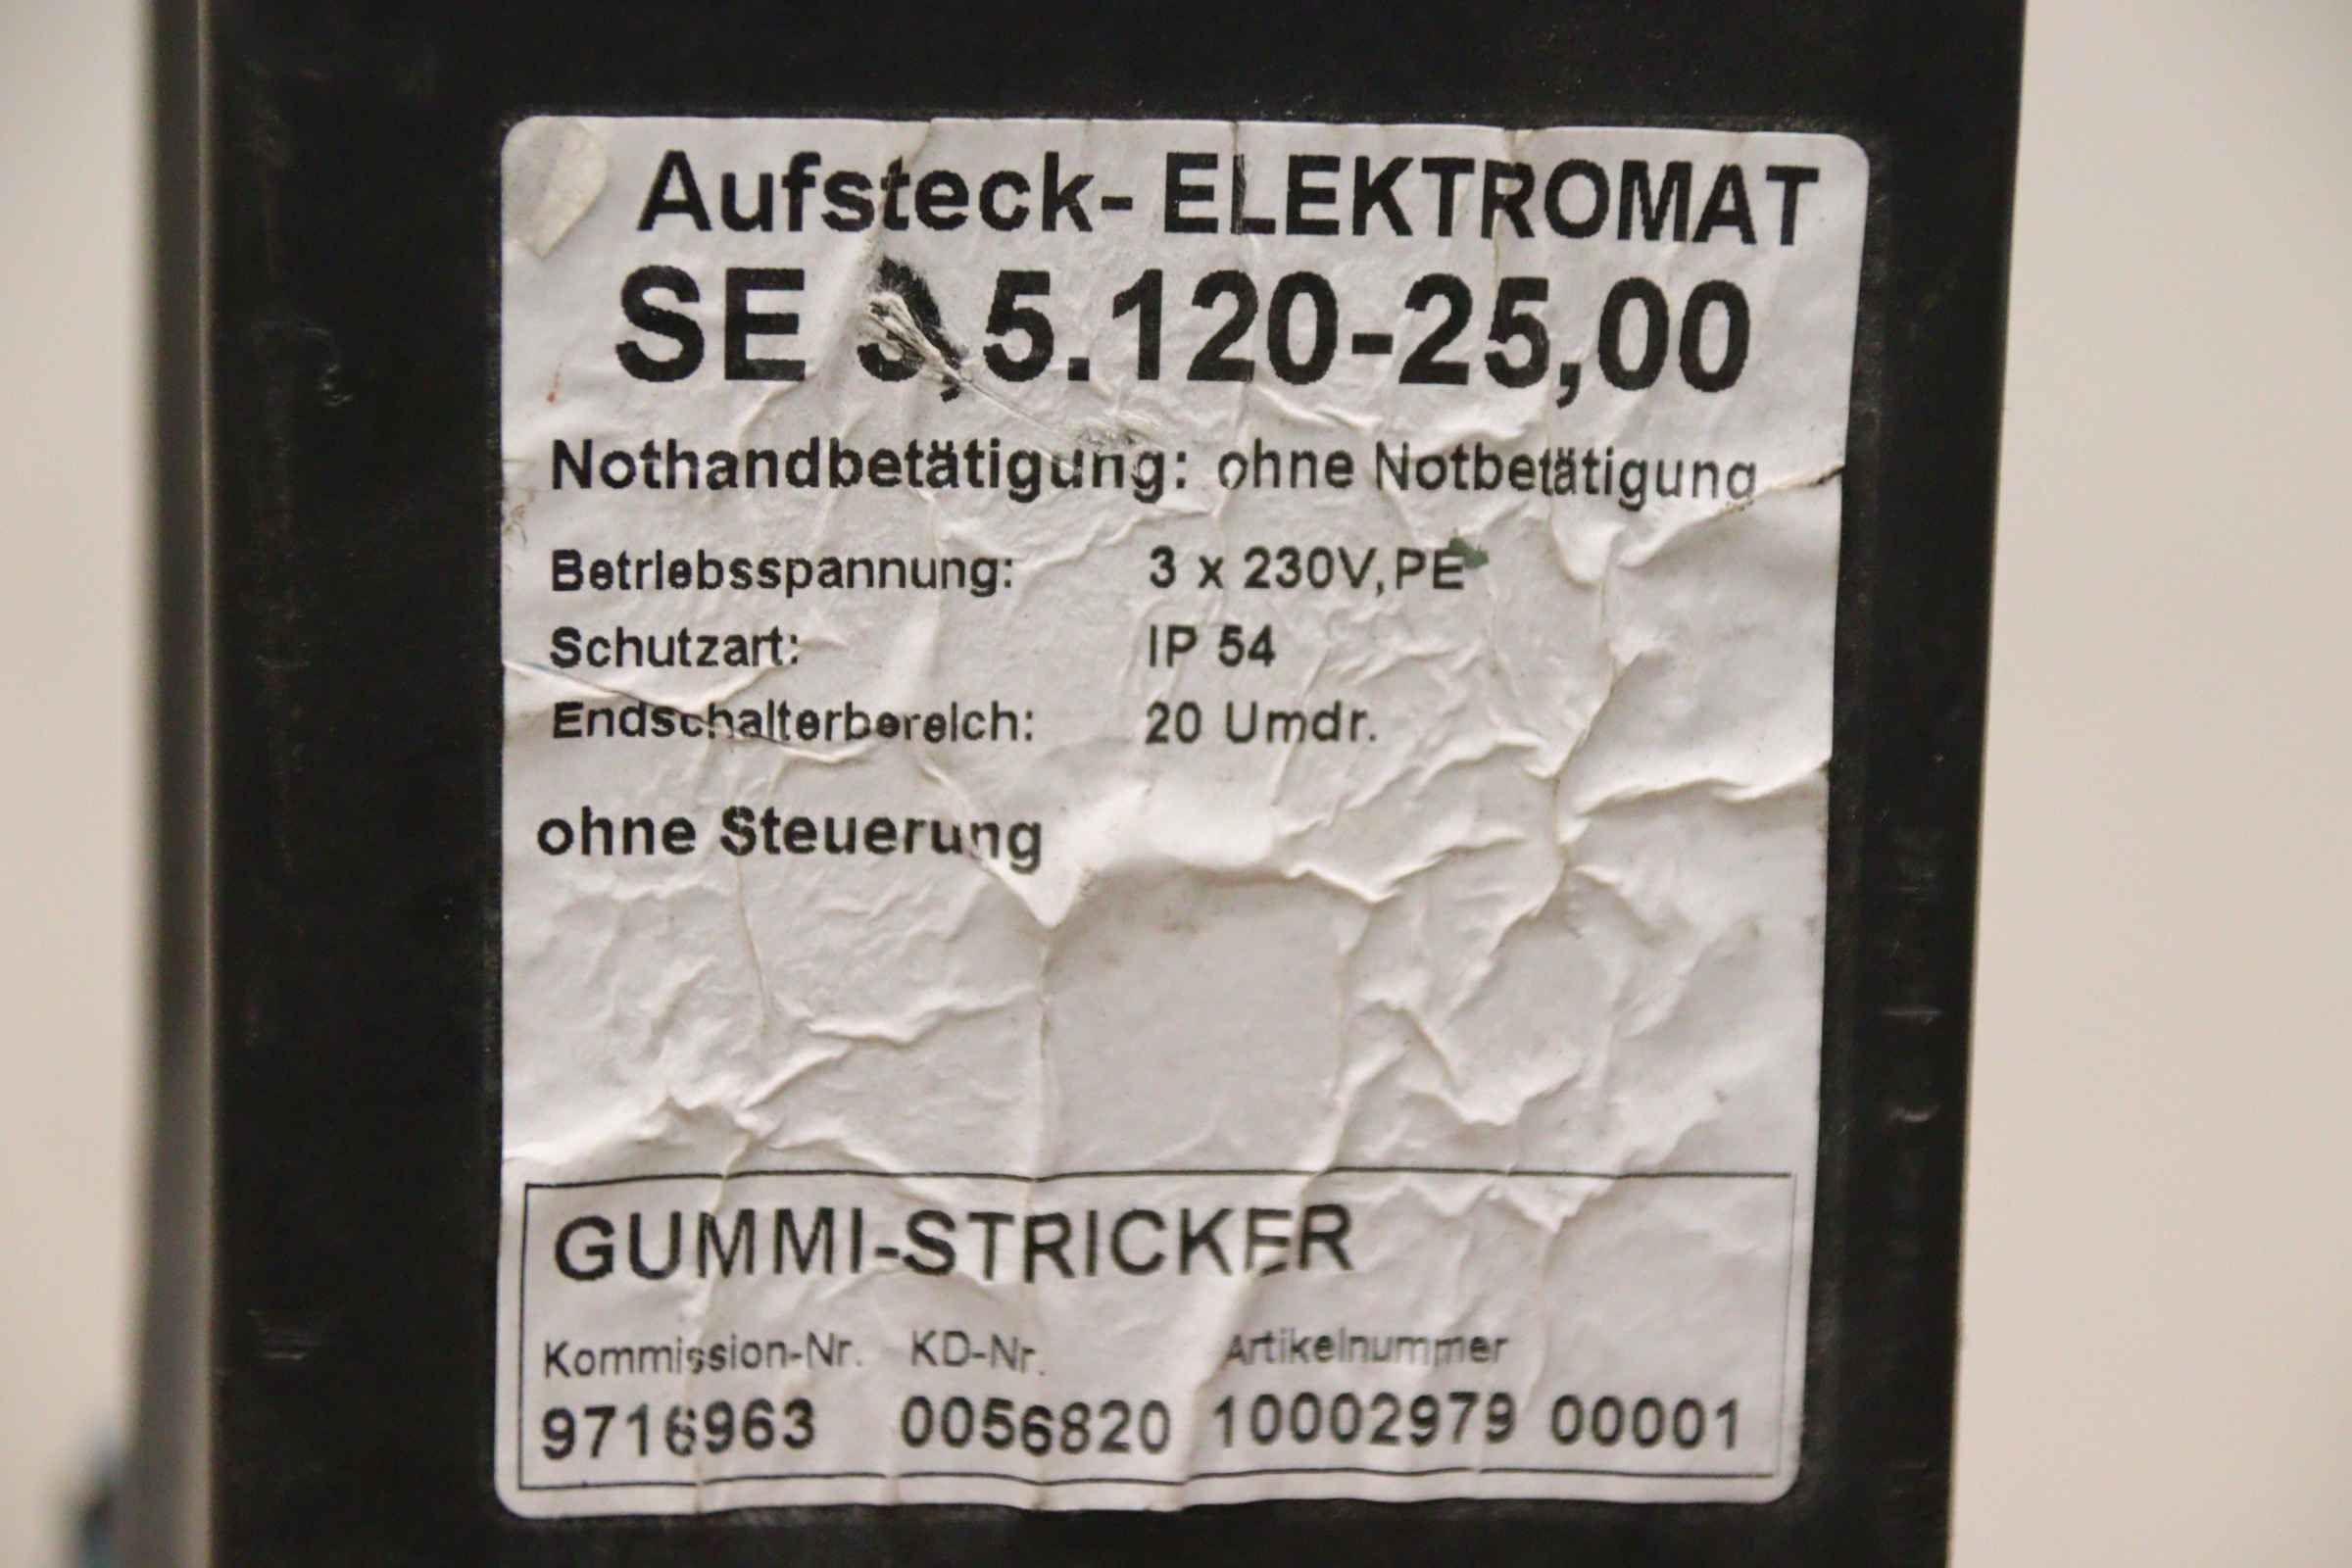 Aufsteck- ELEKTROMAT
SE 5.120-25,00
Nothandbetätigung: ohne Notbetätigung
Betriebsspannung: 3 x 230V,PE
Schutzart: IP 54
Endschalterbereich: 20 Umdr.
ohne Steuerung
GUMMI-STRICKER
Kommission-Nr. KD-Nr. Artikelnummer
9716963 0056820 10002979 00001